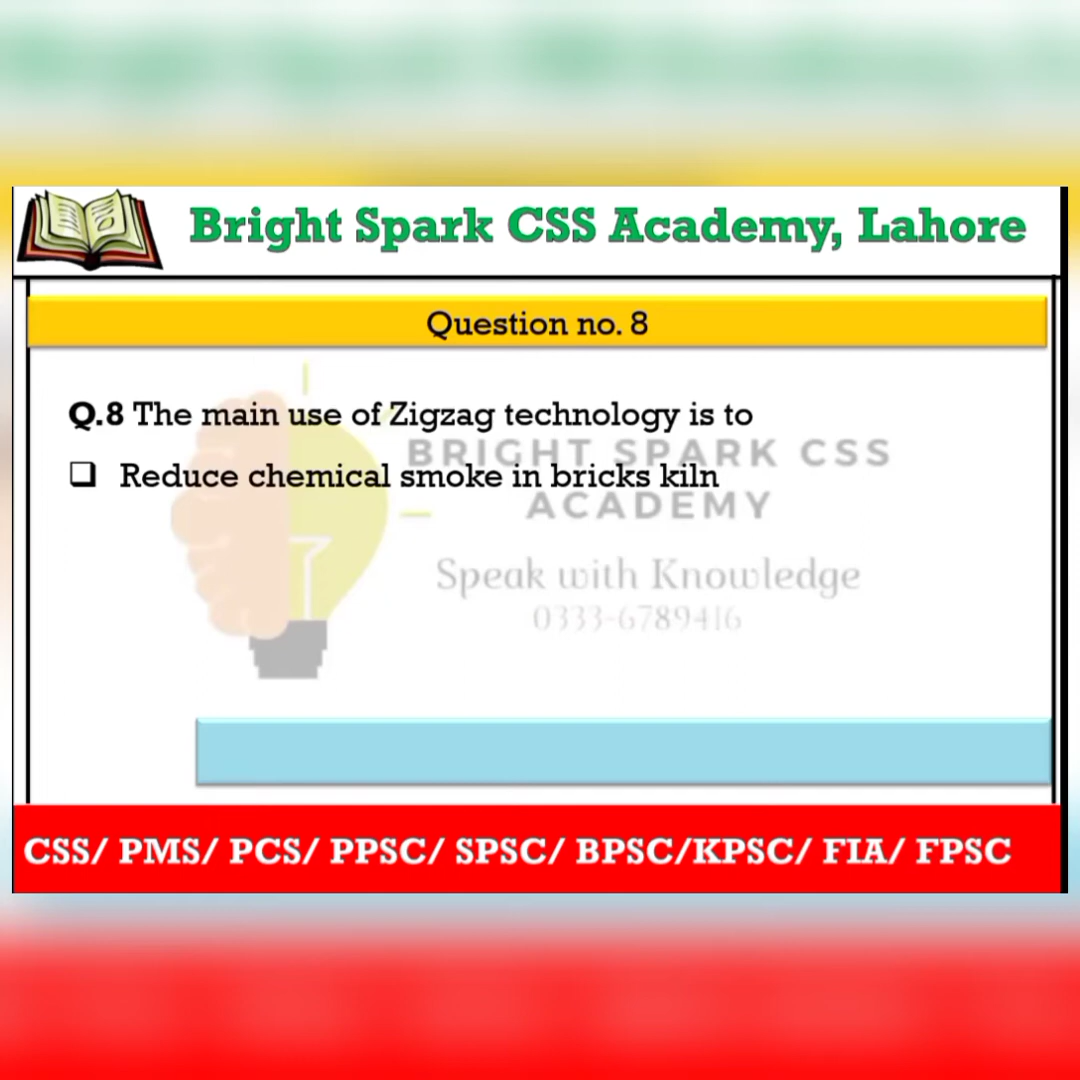 Bright Spark CSS Academy, Lahore
Question no. 8
Q.8 The main use of Zigzag technology is to
BRIGHT SPARK CSS
❑ Reduce chemical smoke in bricks kiln
ACADEMY
Speak with Knowledge
0333-6789416
CSS/ PMS/ PCS/ PPSC/ SPSC/ BPSC/KPSC/ FIA/ FPSC